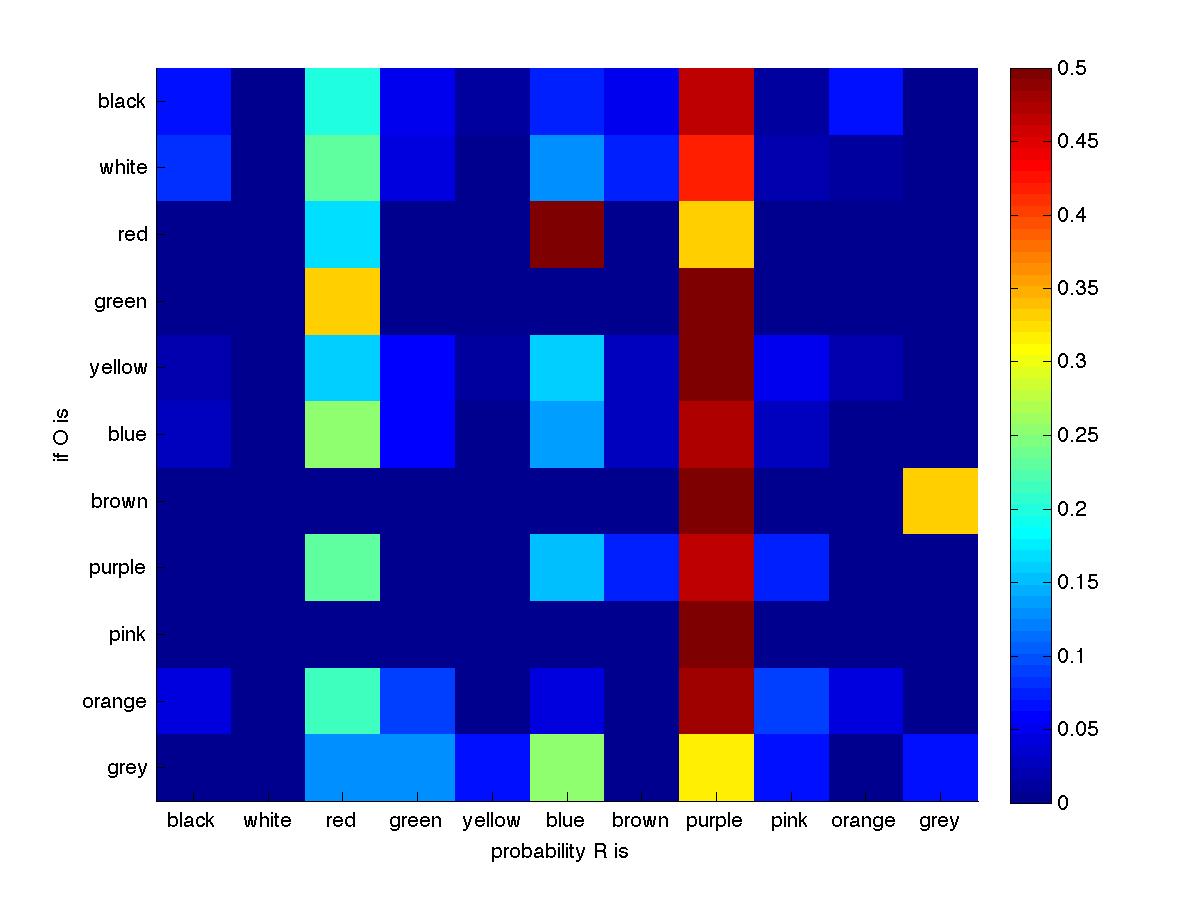 black
white
red
green
yellow
blue
brown
purple
pink
orange
grey
if O is
black white red green yellow blue brown purple pink orange grey
probability R is
0.5
0.45
0.4
0.35
0.3
0.25
0.2
0.15
0.1
0.05
0